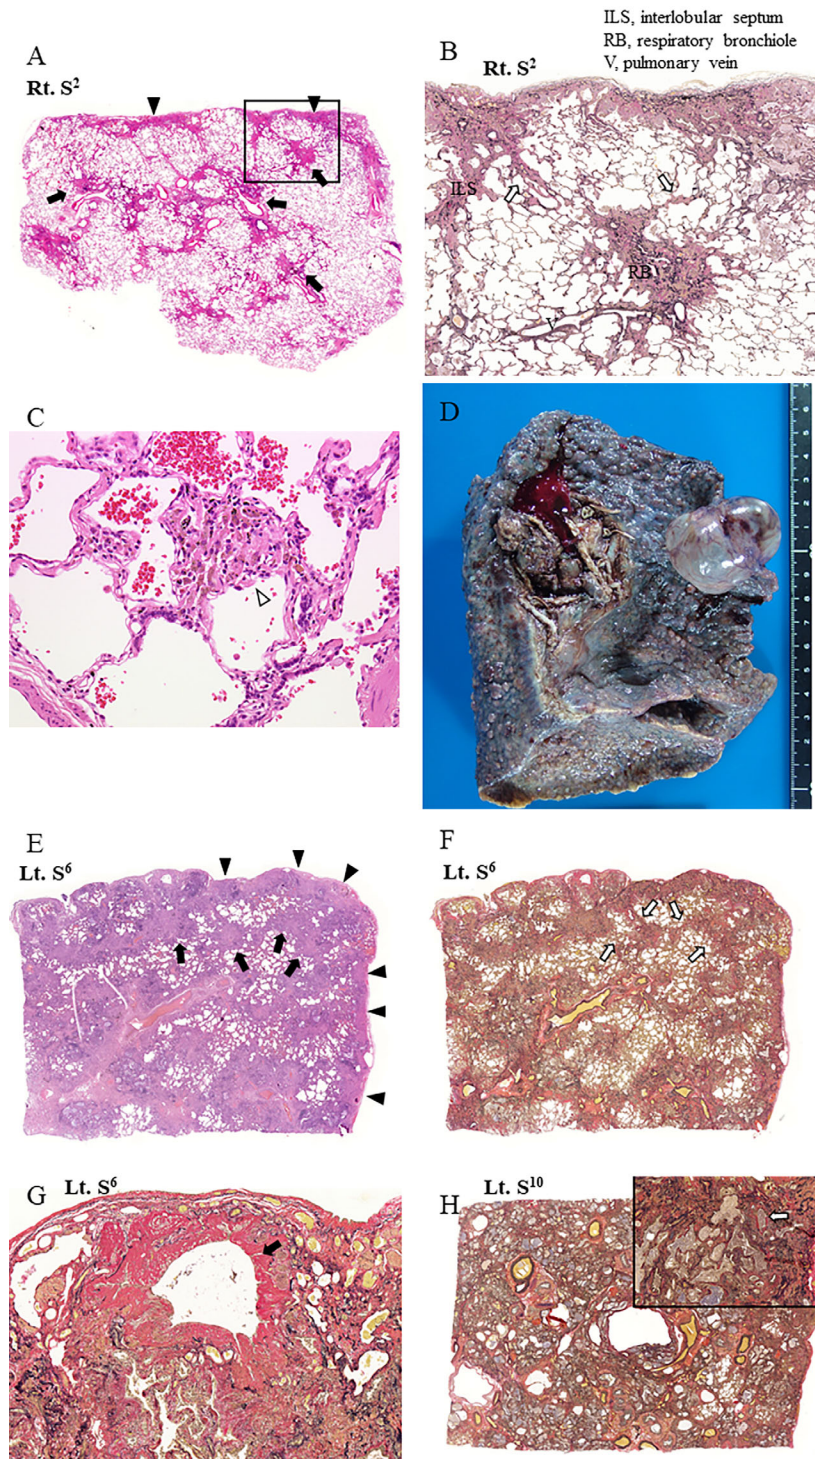 ILS, interlobular septum
RB, respiratory bronchiole
V, pulmonary vein
A
Rt. S²
B
Rt. S²
ILS
RB
V
C
D
E
Lt. S⁶
F
Lt. S⁶
G
Lt. S⁶
H
Lt. S¹⁰